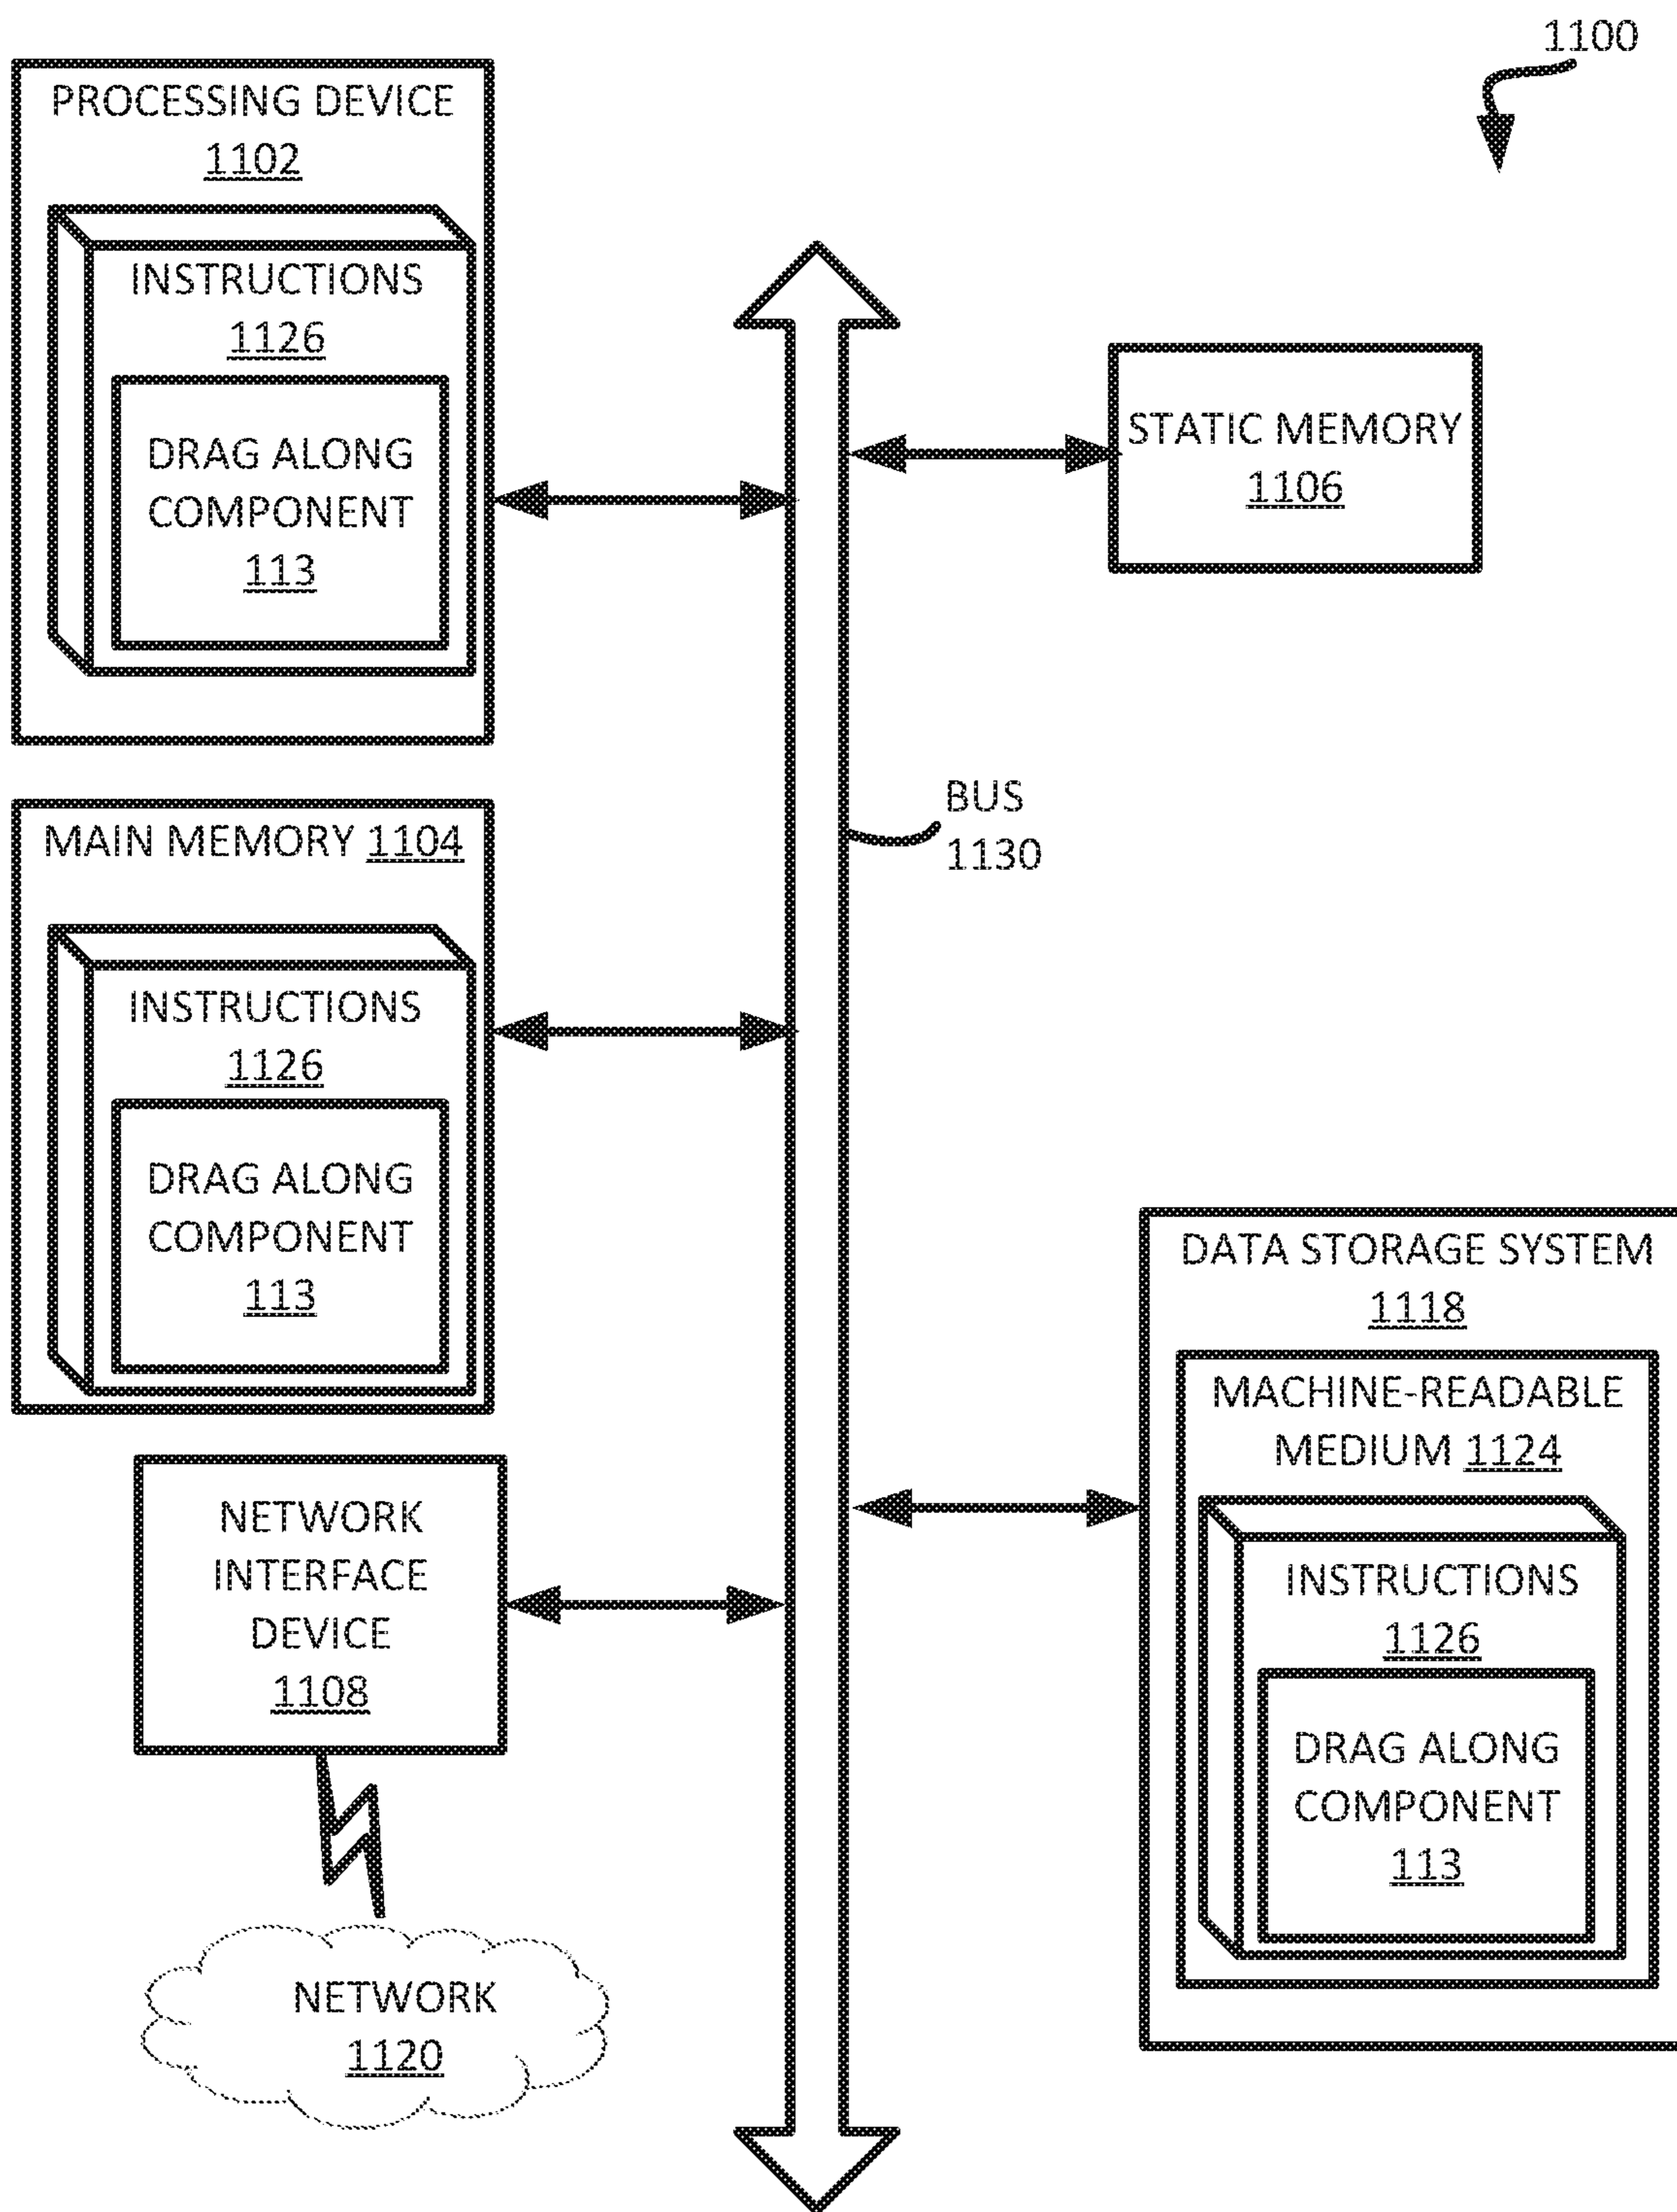 1100
PROCESSING DEVICE
1102
INSTRUCTIONS
1126
DRAG ALONG
COMPONENT
113
STATIC MEMORY
1106
BUS
1130
MAIN MEMORY 1104
INSTRUCTIONS
1126
DRAG ALONG
COMPONENT
113
DATA STORAGE SYSTEM
1118
MACHINE-READABLE
MEDIUM 1124
INSTRUCTIONS
1126
DRAG ALONG
COMPONENT
113
NETWORK
INTERFACE
DEVICE
1108
NETWORK
1120